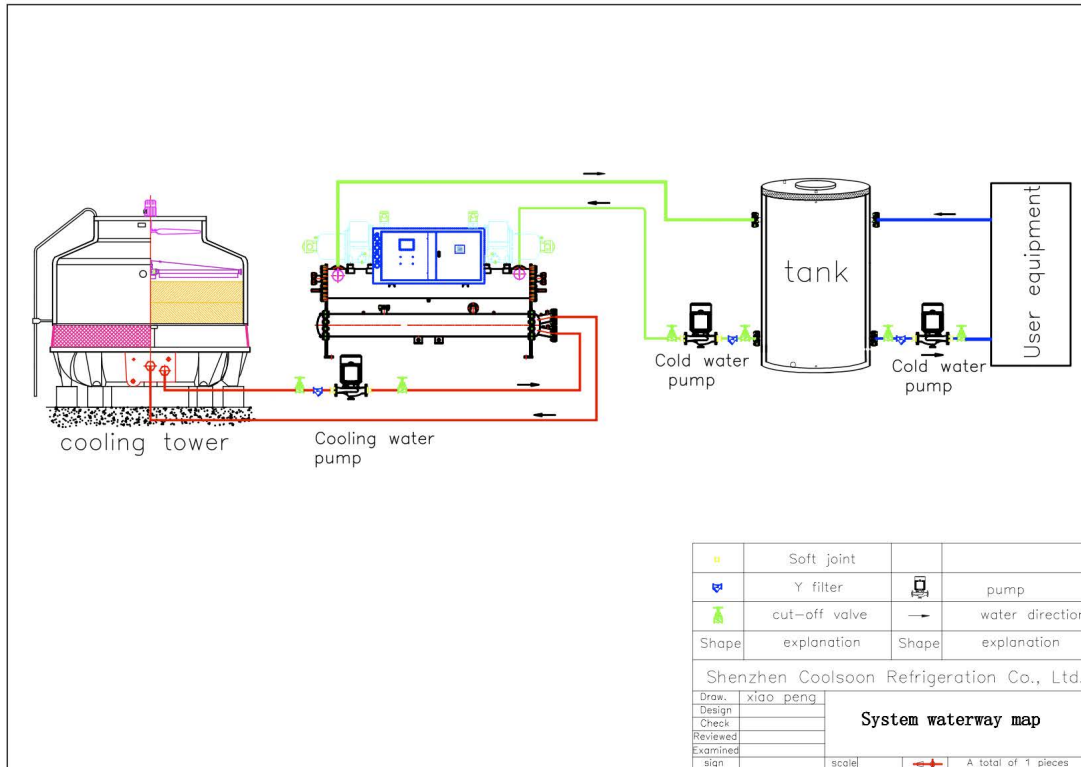 tank
User equipment
Cold water
pump
Cold water
pump
cooling tower
Cooling water
pump
Soft joint
Y filter
pump
cut-off valve
water direction
Shape
explanation
Shape
explanation
Shenzhen Coolsoon Refrigeration Co., Ltd.
Draw.
xiao peng
Design
Check
Reviewed
Examined
sign
System waterway map
scale
A total of 1 pieces